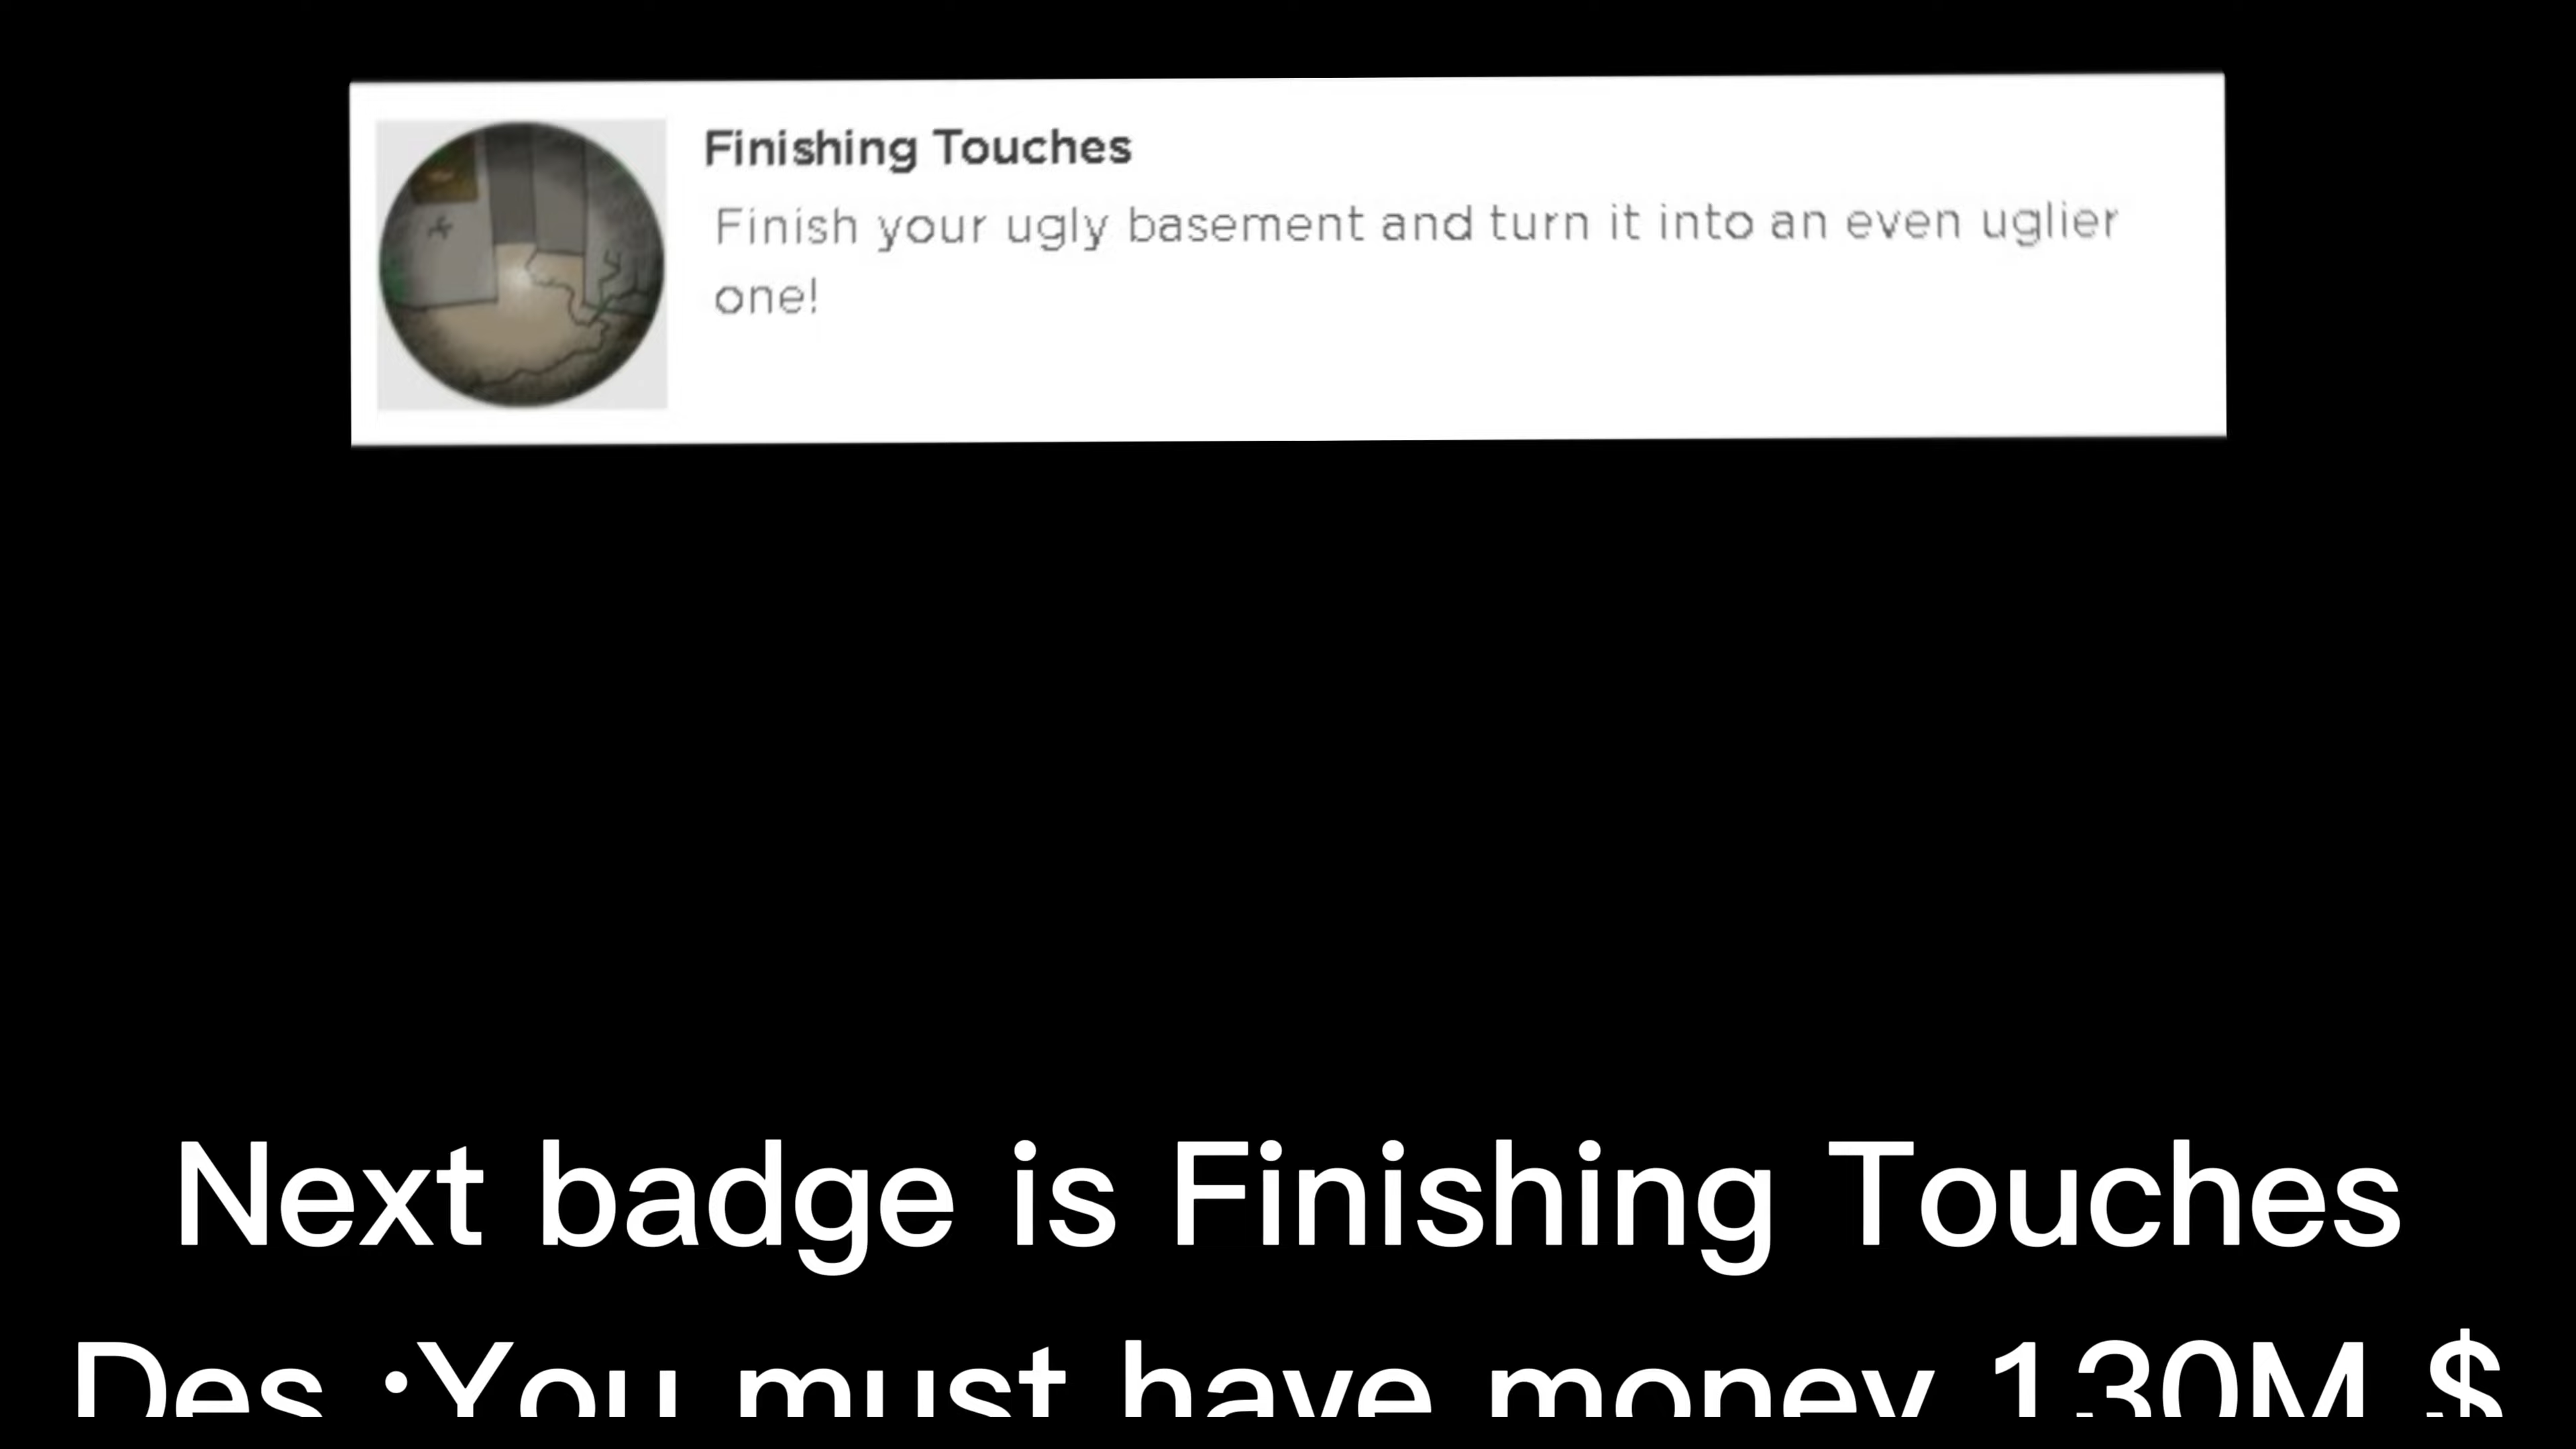 Finishing Touches
Finish your ugly basement and turn it into an even uglier
one!
Next badge is Finishing Touches
Des :You must have money 130M $